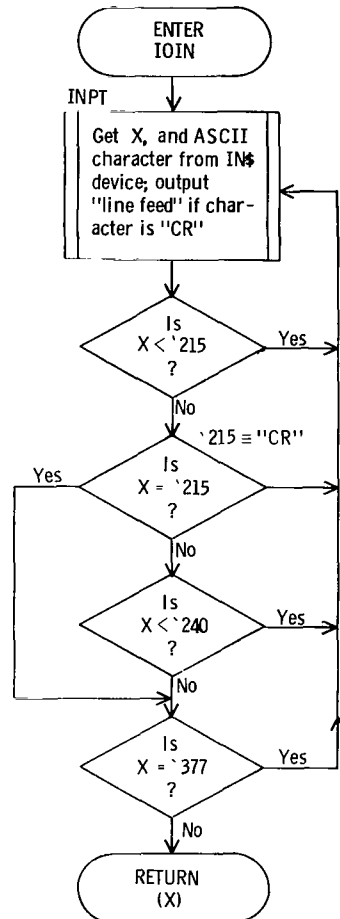 ENTER
IOIN
INPT
Get X, and ASCII
character from IN$
device; output
"line feed" if char-
acter is "CR"
Is
X < `215
?
Yes
No
`215 ≡ "CR"
Yes
Is
X = `215
?
No
Is
X < `240
?
Yes
No
Is
X = `377
?
Yes
No
RETURN
(X)